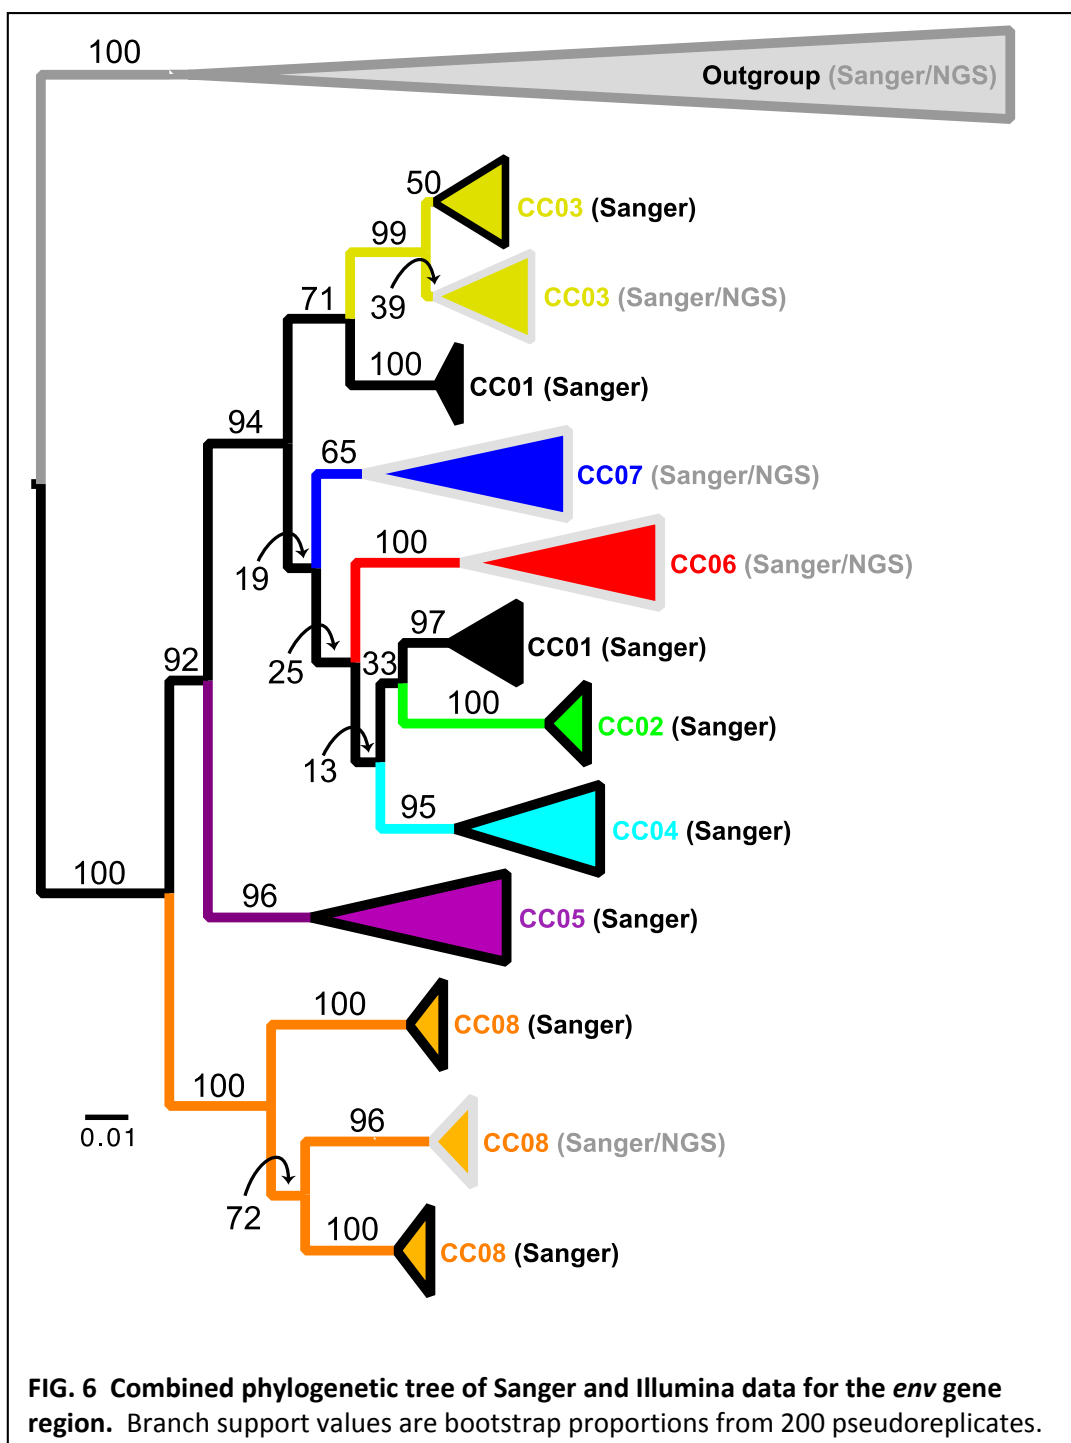 100
Outgroup (Sanger/NGS)
50
CC03 (Sanger)
99
39
CC03 (Sanger/NGS)
71
100
CC01 (Sanger)
94
65
CC07 (Sanger/NGS)
19
100
CC06 (Sanger/NGS)
97
CC01 (Sanger)
25
33
92
100
CC02 (Sanger)
13
95
CC04 (Sanger)
100
96
CC05 (Sanger)
100
CC08 (Sanger)
100
0.01
96
CC08 (Sanger/NGS)
72
100
CC08 (Sanger)
FIG. 6 Combined phylogenetic tree of Sanger and Illumina data for the env gene
region. Branch support values are bootstrap proportions from 200 pseudoreplicates.